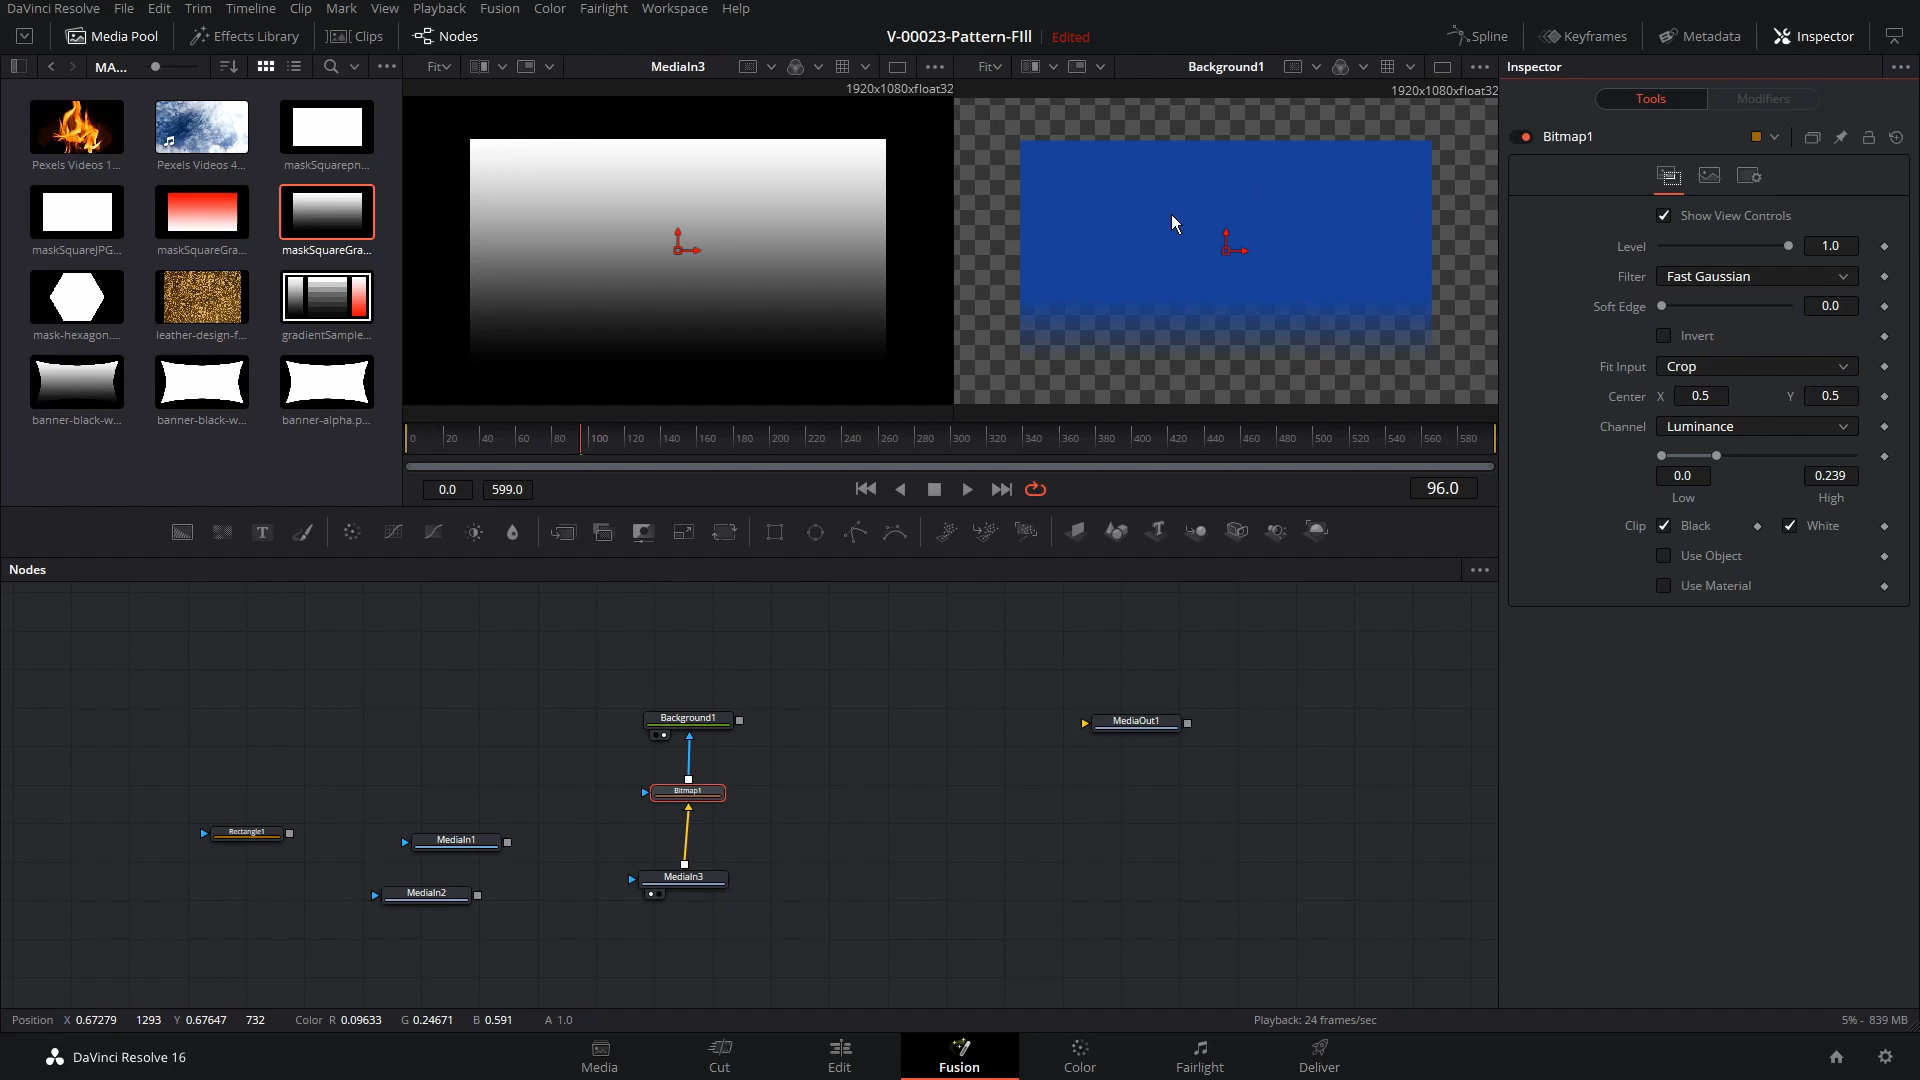 DaVinci Resolve File Edit Trim Timeline Clip Mark View Playback Fusion Color Fairlight Workspace Help
Media Pool Effects Library Clips Nodes V-00023-Pattern-FIll Edited Spline Keyframes Metadata Inspector
MA... Fit MediaIn3 Fit Background1 Inspector
1920x1080xfloat32 1920x1080xfloat32
Tools Modifiers
Bitmap1
Pexels Videos 1... Pexels Videos 4... maskSquarepn...
maskSquareJPG... maskSquareGra... maskSquareGra...
mask-hexagon.... leather-design-f... gradientSample...
banner-black-w... banner-black-w... banner-alpha.p...
Show View Controls
Level 1.0
Filter Fast Gaussian
Soft Edge 0.0
Invert
Fit Input Crop
Center X 0.5 Y 0.5
Channel Luminance
0.0 0.239
Low High
Clip Black White
Use Object
Use Material
0 20 40 60 80 100 120 140 160 180 200 220 240 260 280 300 320 340 360 380 400 420 440 460 480 500 520 540 560 580
0.0 599.0 96.0
Nodes
Background1
MediaOut1
Bitmap1
Rectangle1
MediaIn1
MediaIn3
MediaIn2
Position X 0.67279 1293 Y 0.67647 732 Color R 0.09633 G 0.24671 B 0.591 A 1.0 Playback: 24 frames/sec 5% - 839 MB
DaVinci Resolve 16 Media Cut Edit Fusion Color Fairlight Deliver